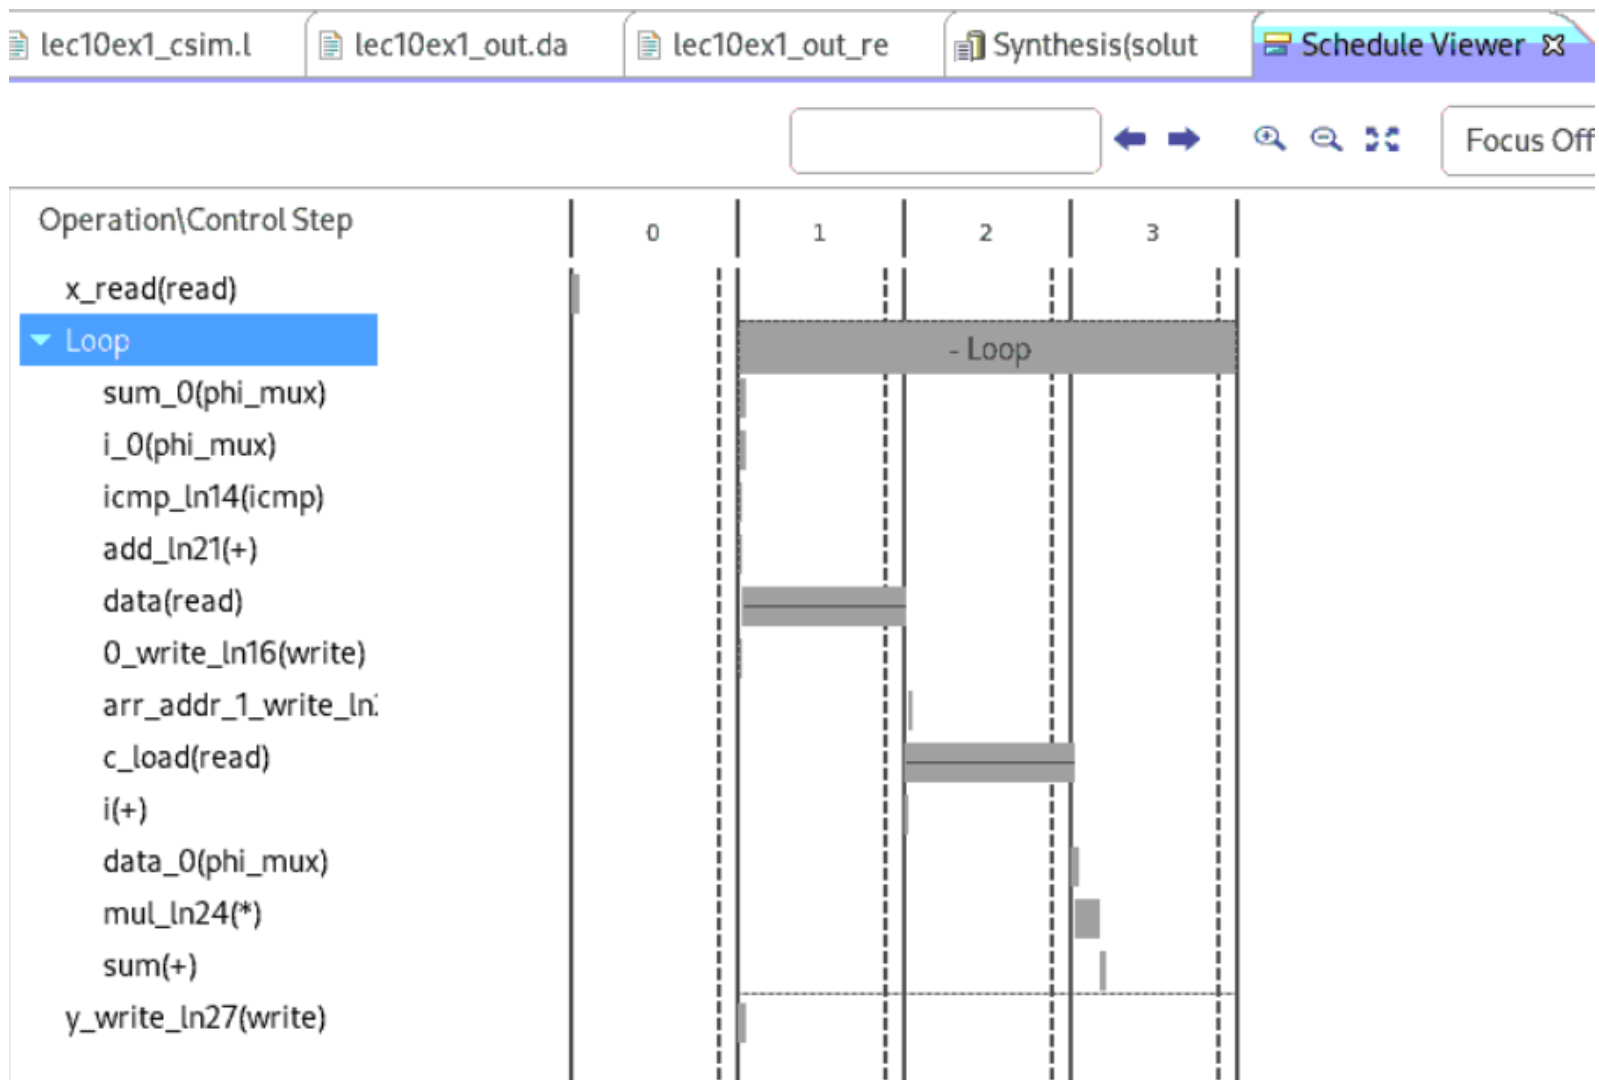 lec10ex1_csim.l lec10ex1_out.da lec10ex1_out_re Synthesis(solut Schedule Viewer
Focus Off
Operation\Control Step 0 1 2 3
x_read(read)
Loop - Loop
sum_0(phi_mux)
i_0(phi_mux)
icmp_ln14(icmp)
add_ln21(+)
data(read)
0_write_ln16(write)
arr_addr_1_write_ln
c_load(read)
i(+)
data_0(phi_mux)
mul_ln24(*)
sum(+)
y_write_ln27(write)